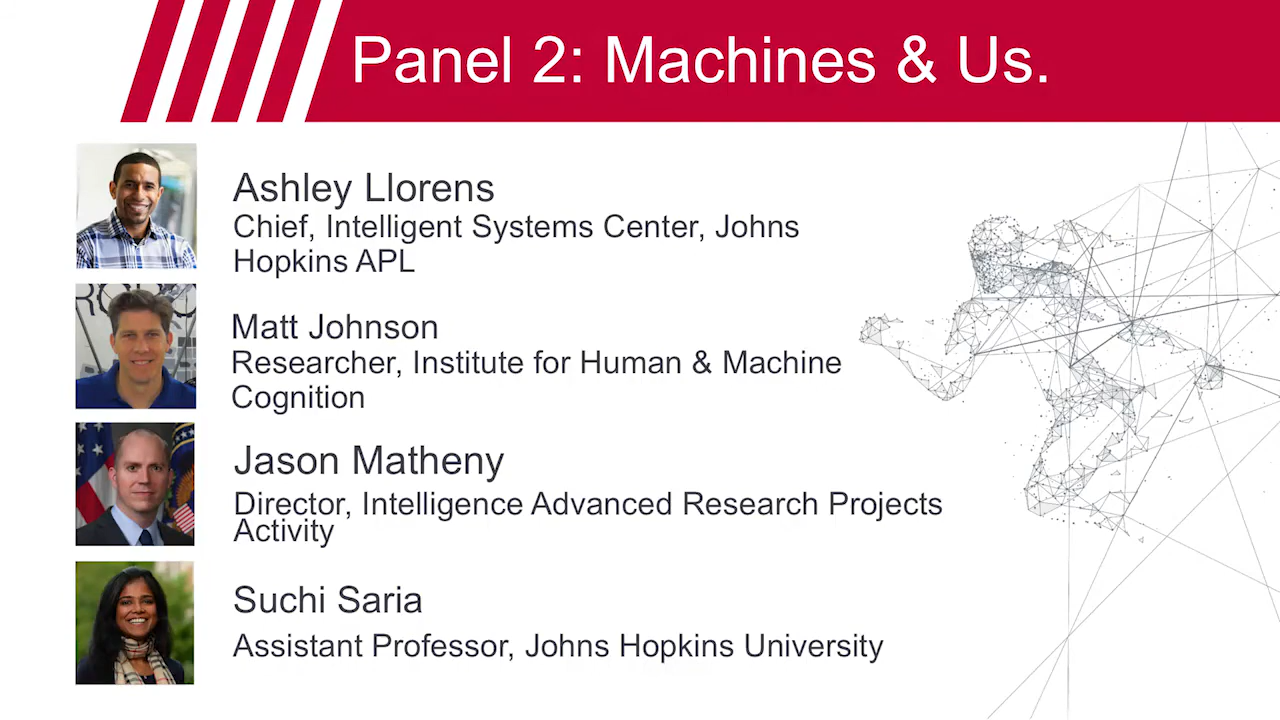 Panel 2: Machines & Us.
Ashley Llorens
Chief, Intelligent Systems Center, Johns
Hopkins APL
Matt Johnson
Researcher, Institute for Human & Machine
Cognition
Jason Matheny
Director, Intelligence Advanced Research Projects
Activity
Suchi Saria
Assistant Professor, Johns Hopkins University